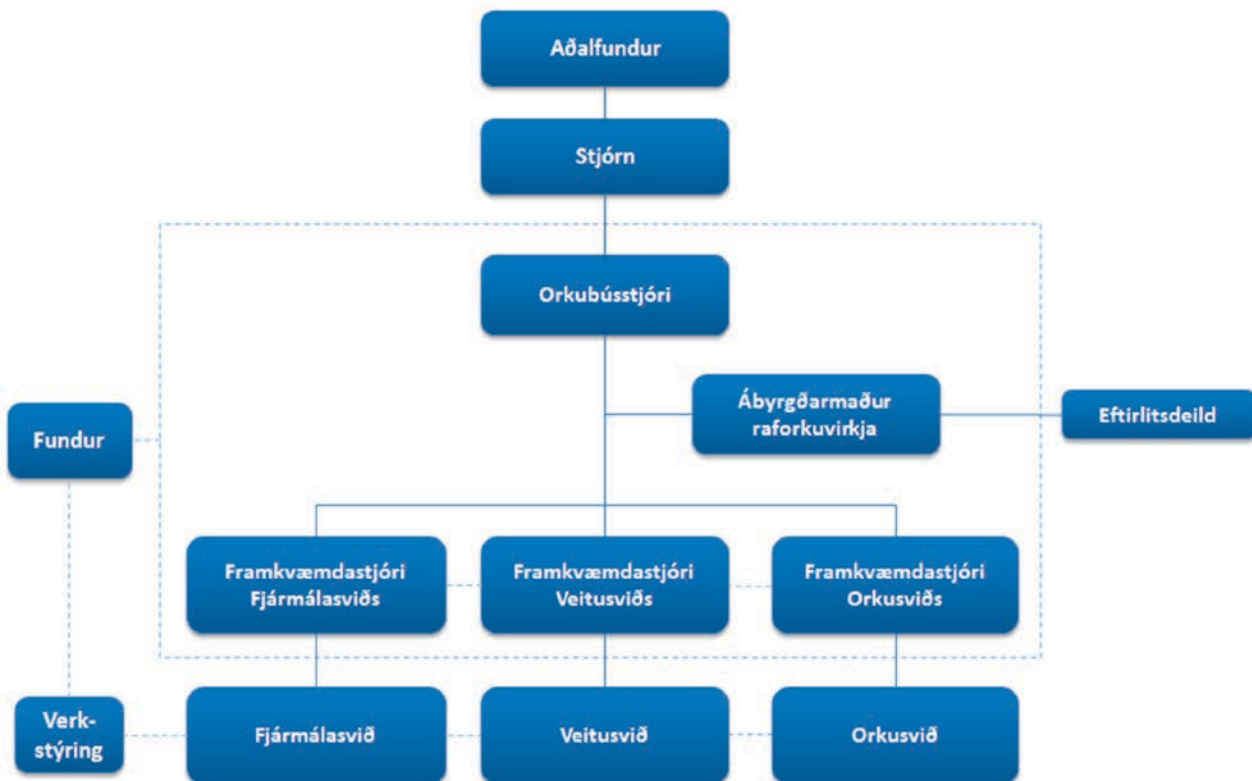 Aðalfundur
Stjórn
Orkubússtjóri
Ábyrgðarmaður
raforkuvirkja
Eftirlitsdeild
Fundur
Framkvæmdastjóri
Fjármálasviðs
Framkvæmdastjóri
Veitusviðs
Framkvæmdastjóri
Orkusviðs
Verk-
stýring
Fjármálasvið
Veitusvið
Orkusvið